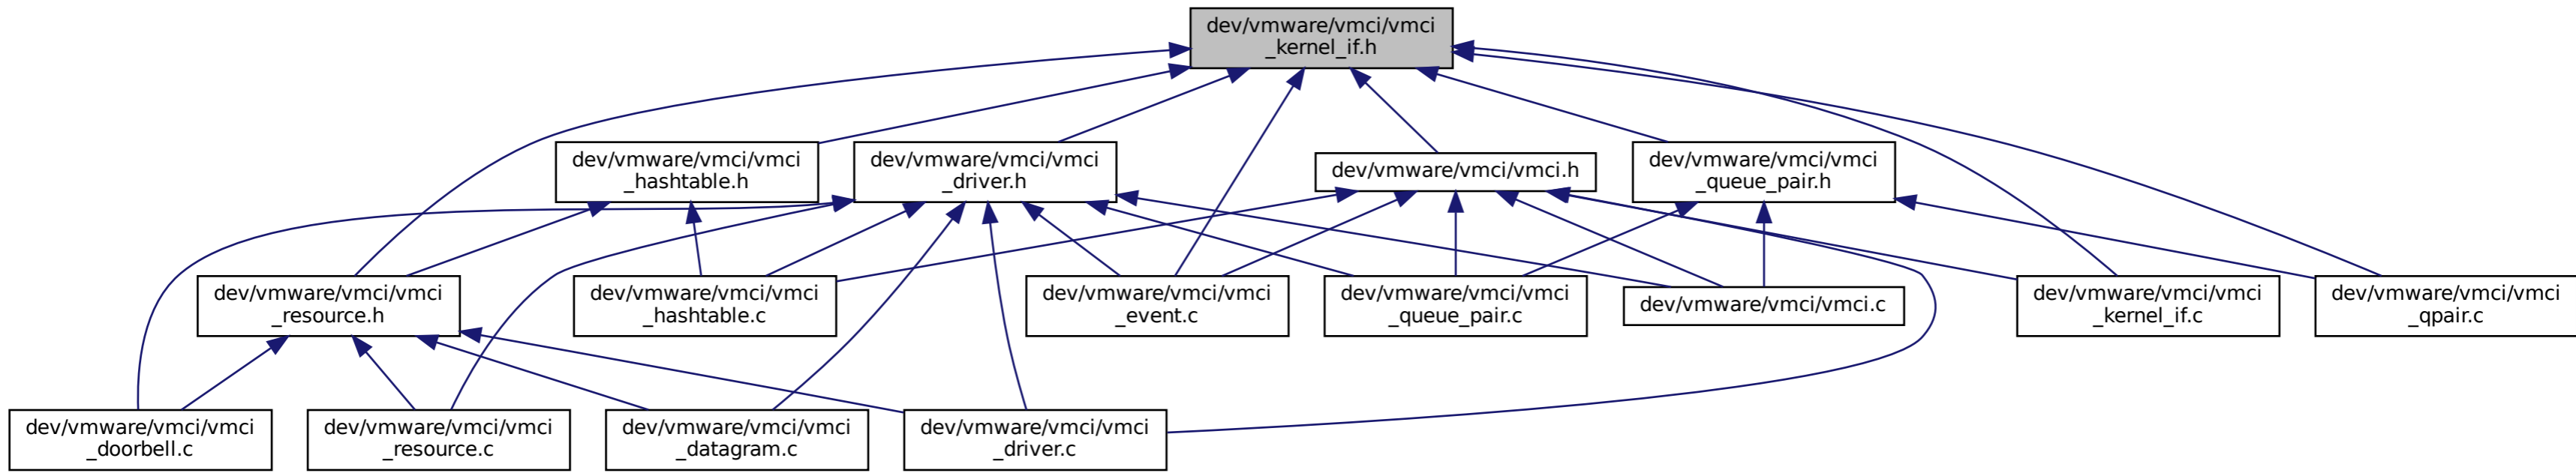 dev/vmware/vmci/vmci
_kernel_if.h
dev/vmware/vmci/vmci
_hashtable.h
dev/vmware/vmci/vmci
_driver.h
dev/vmware/vmci/vmci.h
dev/vmware/vmci/vmci
_queue_pair.h
dev/vmware/vmci/vmci
_resource.h
dev/vmware/vmci/vmci
_hashtable.c
dev/vmware/vmci/vmci
_event.c
dev/vmware/vmci/vmci
_queue_pair.c
dev/vmware/vmci/vmci.c
dev/vmware/vmci/vmci
_kernel_if.c
dev/vmware/vmci/vmci
_qpair.c
dev/vmware/vmci/vmci
_doorbell.c
dev/vmware/vmci/vmci
_resource.c
dev/vmware/vmci/vmci
_datagram.c
dev/vmware/vmci/vmci
_driver.c